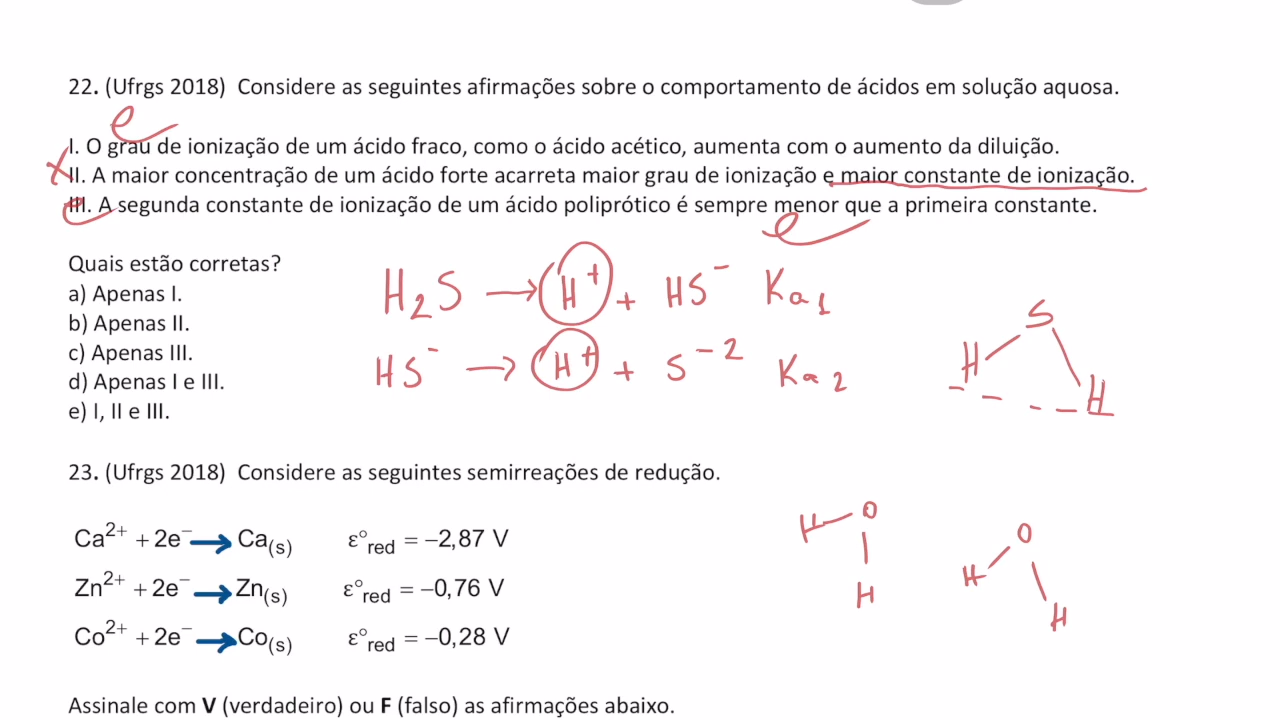 22. (Ufrgs 2018) Considere as seguintes afirmações sobre o comportamento de ácidos em solução aquosa.
I. O grau de ionização de um ácido fraco, como o ácido acético, aumenta com o aumento da diluição.
II. A maior concentração de um ácido forte acarreta maior grau de ionização e maior constante de ionização.
III. A segunda constante de ionização de um ácido poliprótico é sempre menor que a primeira constante.
Quais estão corretas?
a) Apenas I.
b) Apenas II.
c) Apenas III.
d) Apenas I e III.
e) I, II e III.
H₂S → H⁺ + HS⁻ Ka₁
HS⁻ → H⁺ + S⁻² Ka₂
S
H
H
23. (Ufrgs 2018) Considere as seguintes semirreações de redução.
Ca²⁺ + 2e⁻ → Ca(s) ε°red = −2,87 V
Zn²⁺ + 2e⁻ → Zn(s) ε°red = −0,76 V
Co²⁺ + 2e⁻ → Co(s) ε°red = −0,28 V
H O
H
O
H
H
Assinale com V (verdadeiro) ou F (falso) as afirmações abaixo.